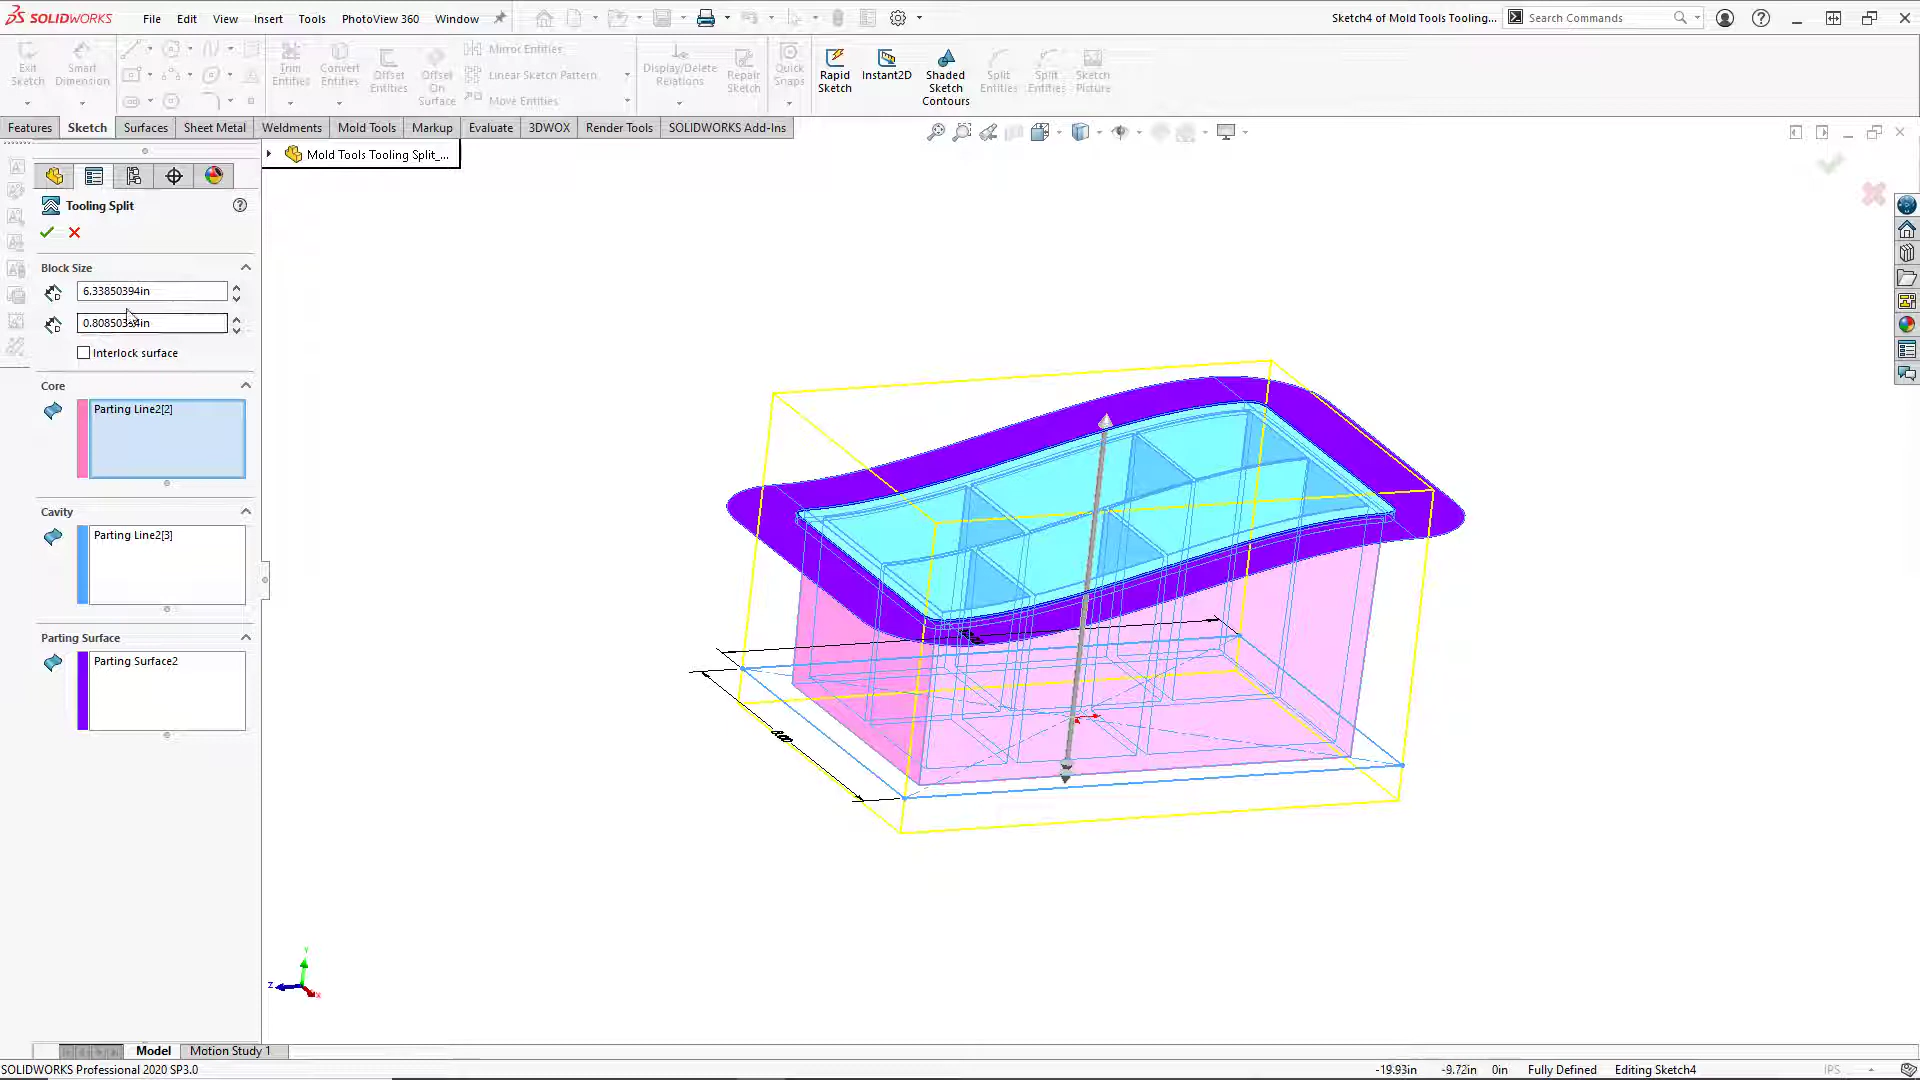 SOLIDWORKS File Edit View Insert Tools PhotoView 360 Window Sketch4 of Mold Tools Tooling... Search Commands
Exit Sketch
Smart Dimension
Trim Entities
Convert Entities
Offset Entities
Offset On Surface
Mirror Entities
Linear Sketch Pattern
Move Entities
Display/Delete Relations
Repair Sketch
Quick Snaps
Rapid Sketch
Instant2D
Shaded Sketch Contours
Split Entities
Split Entities
Sketch Picture
Features Sketch Surfaces Sheet Metal Weldments Mold Tools Markup Evaluate 3DWOX Render Tools SOLIDWORKS Add-Ins
Mold Tools Tooling Split_...
Tooling Split
Block Size
6.33850394in
Interlock surface
Core
Parting Line2[2]
Cavity
Parting Line2[3]
Parting Surface
Parting Surface2
Y
Z
X
Model Motion Study 1
SOLIDWORKS Professional 2020 SP3.0 -19.93in -9.72in 0in Fully Defined Editing Sketch4 IPS